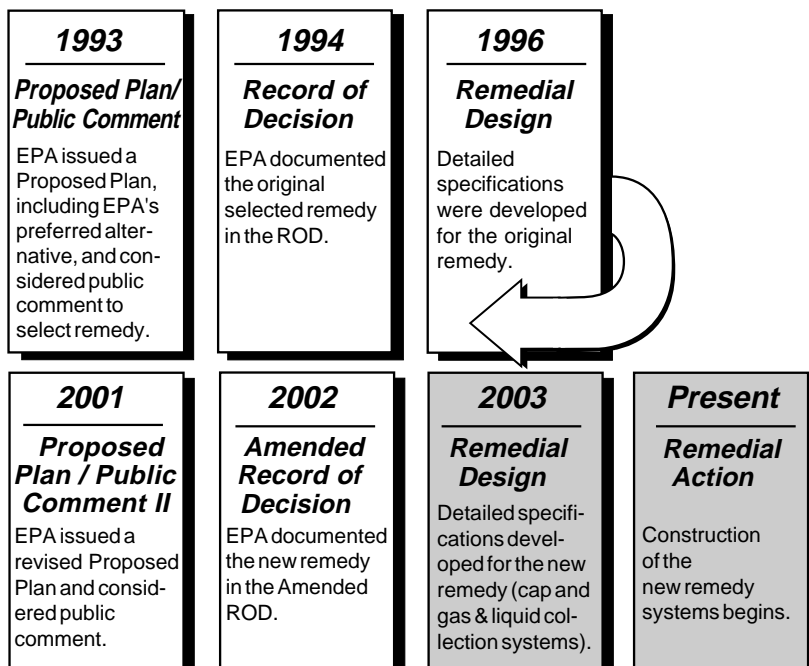 1993
Proposed Plan/
Public Comment
EPA issued a
Proposed Plan,
including EPA's
preferred alter-
native, and con-
sidered public
comment to
select remedy.
1994
Record of
Decision
EPA documented
the original
selected remedy
in the ROD.
1996
Remedial
Design
Detailed
specifications
were developed
for the original
remedy.
2001
Proposed
Plan / Public
Comment II
EPA issued a
revised Proposed
Plan and consid-
ered public
comment.
2002
Amended
Record of
Decision
EPA documented
the new remedy
in the Amended
ROD.
2003
Remedial
Design
Detailed specifi-
cations devel-
oped for the new
remedy (cap and
gas & liquid col-
lection systems).
Present
Remedial
Action
Construction
of the
new remedy
systems begins.